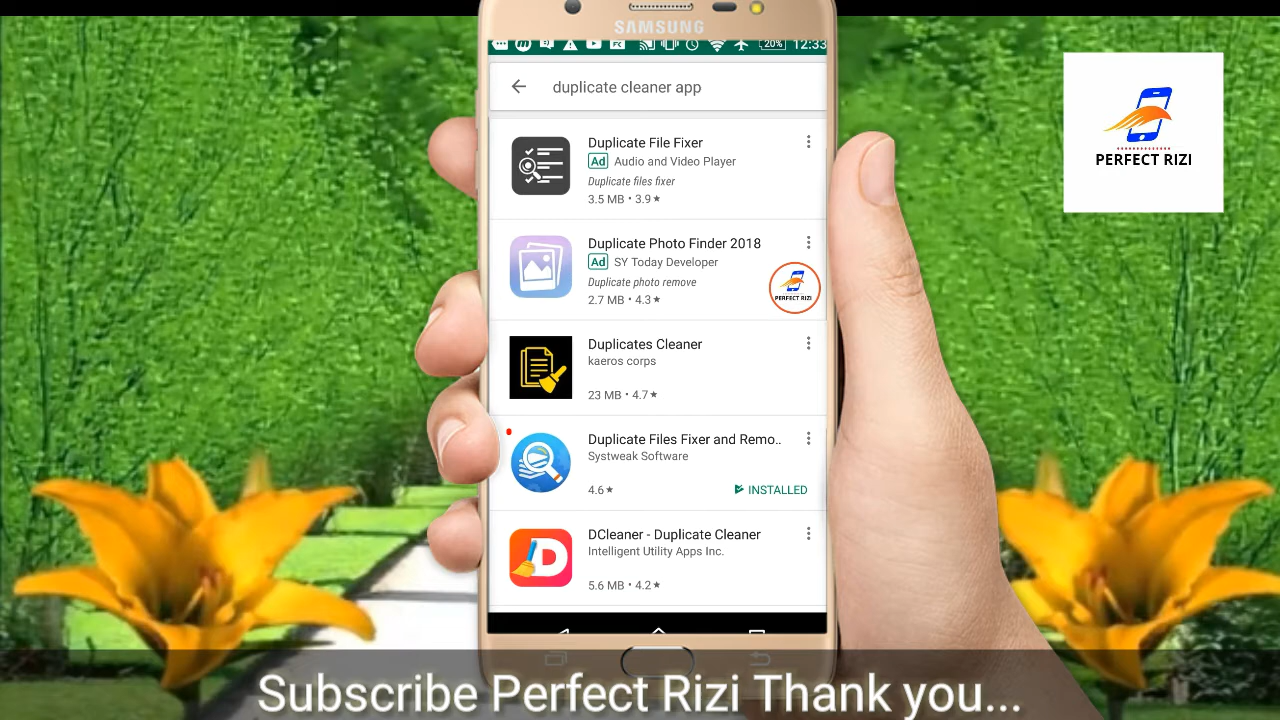 SAMSUNG
20% 12:33
duplicate cleaner app
Duplicate File Fixer
Ad Audio and Video Player
Duplicate files fixer
3.5 MB • 3.9★
Duplicate Photo Finder 2018
Ad SY Today Developer
Duplicate photo remove
2.7 MB • 4.3★
PERFECT RIZI
Duplicates Cleaner
kaeros corps
23 MB • 4.7★
Duplicate Files Fixer and Remo..
Systweak Software
4.6★ INSTALLED
D
DCleaner - Duplicate Cleaner
Intelligent Utility Apps Inc.
5.6 MB • 4.2★
PERFECT RIZI
Subscribe Perfect Rizi Thank you...